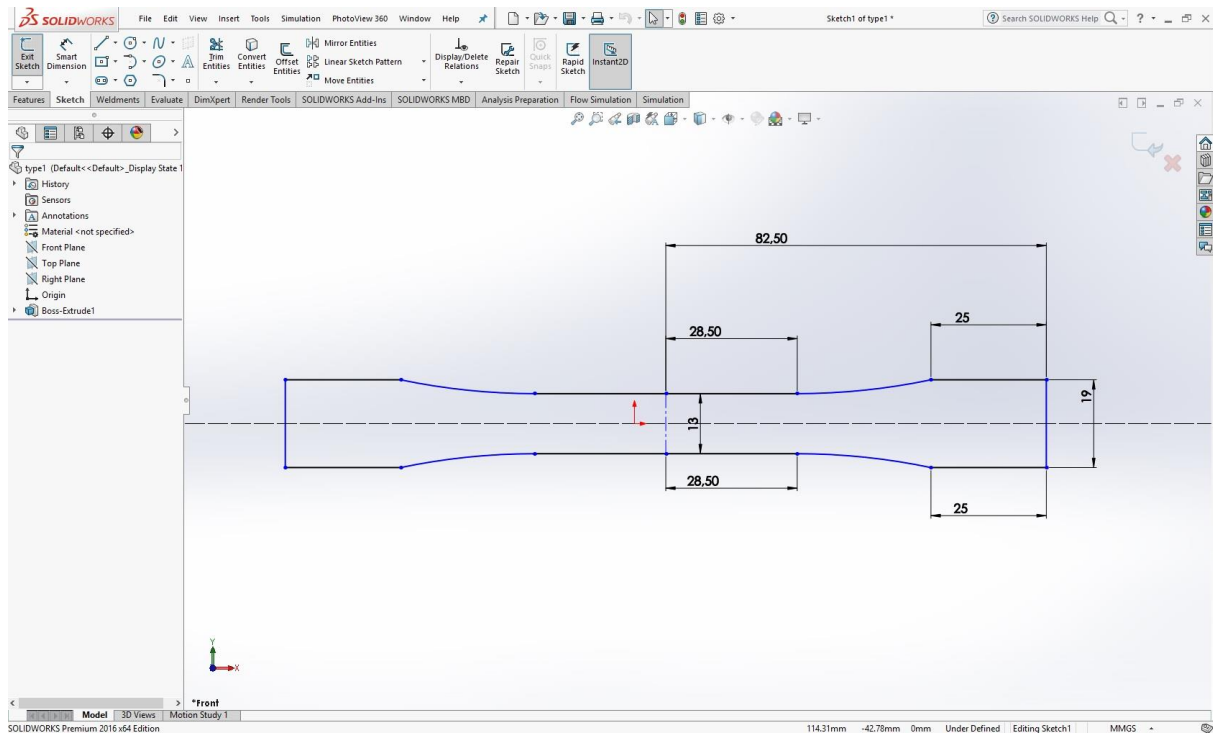 SOLIDWORKS File Edit View Insert Tools Simulation PhotoView 360 Window Help Sketch1 of type1 * Search SOLIDWORKS Help
Exit Sketch
Smart Dimension
Trim Entities
Convert Entities
Offset Entities
Mirror Entities
Linear Sketch Pattern
Move Entities
Display/Delete Relations
Repair Sketch
Quick Snaps
Rapid Sketch
Instant2D
Features Sketch Weldments Evaluate DimXpert Render Tools SOLIDWORKS Add-Ins SOLIDWORKS MBD Analysis Preparation Flow Simulation Simulation
type1 (Default<<Default>_Display State 1
History
Sensors
Annotations
Material <not specified>
Front Plane
Top Plane
Right Plane
Origin
Boss-Extrude1
82,50
25
28,50
19
13
28,50
25
Y
X
*Front
Model 3D Views Motion Study 1
SOLIDWORKS Premium 2016 x64 Edition 114.31mm -42.78mm 0mm Under Defined Editing Sketch1 MMGS